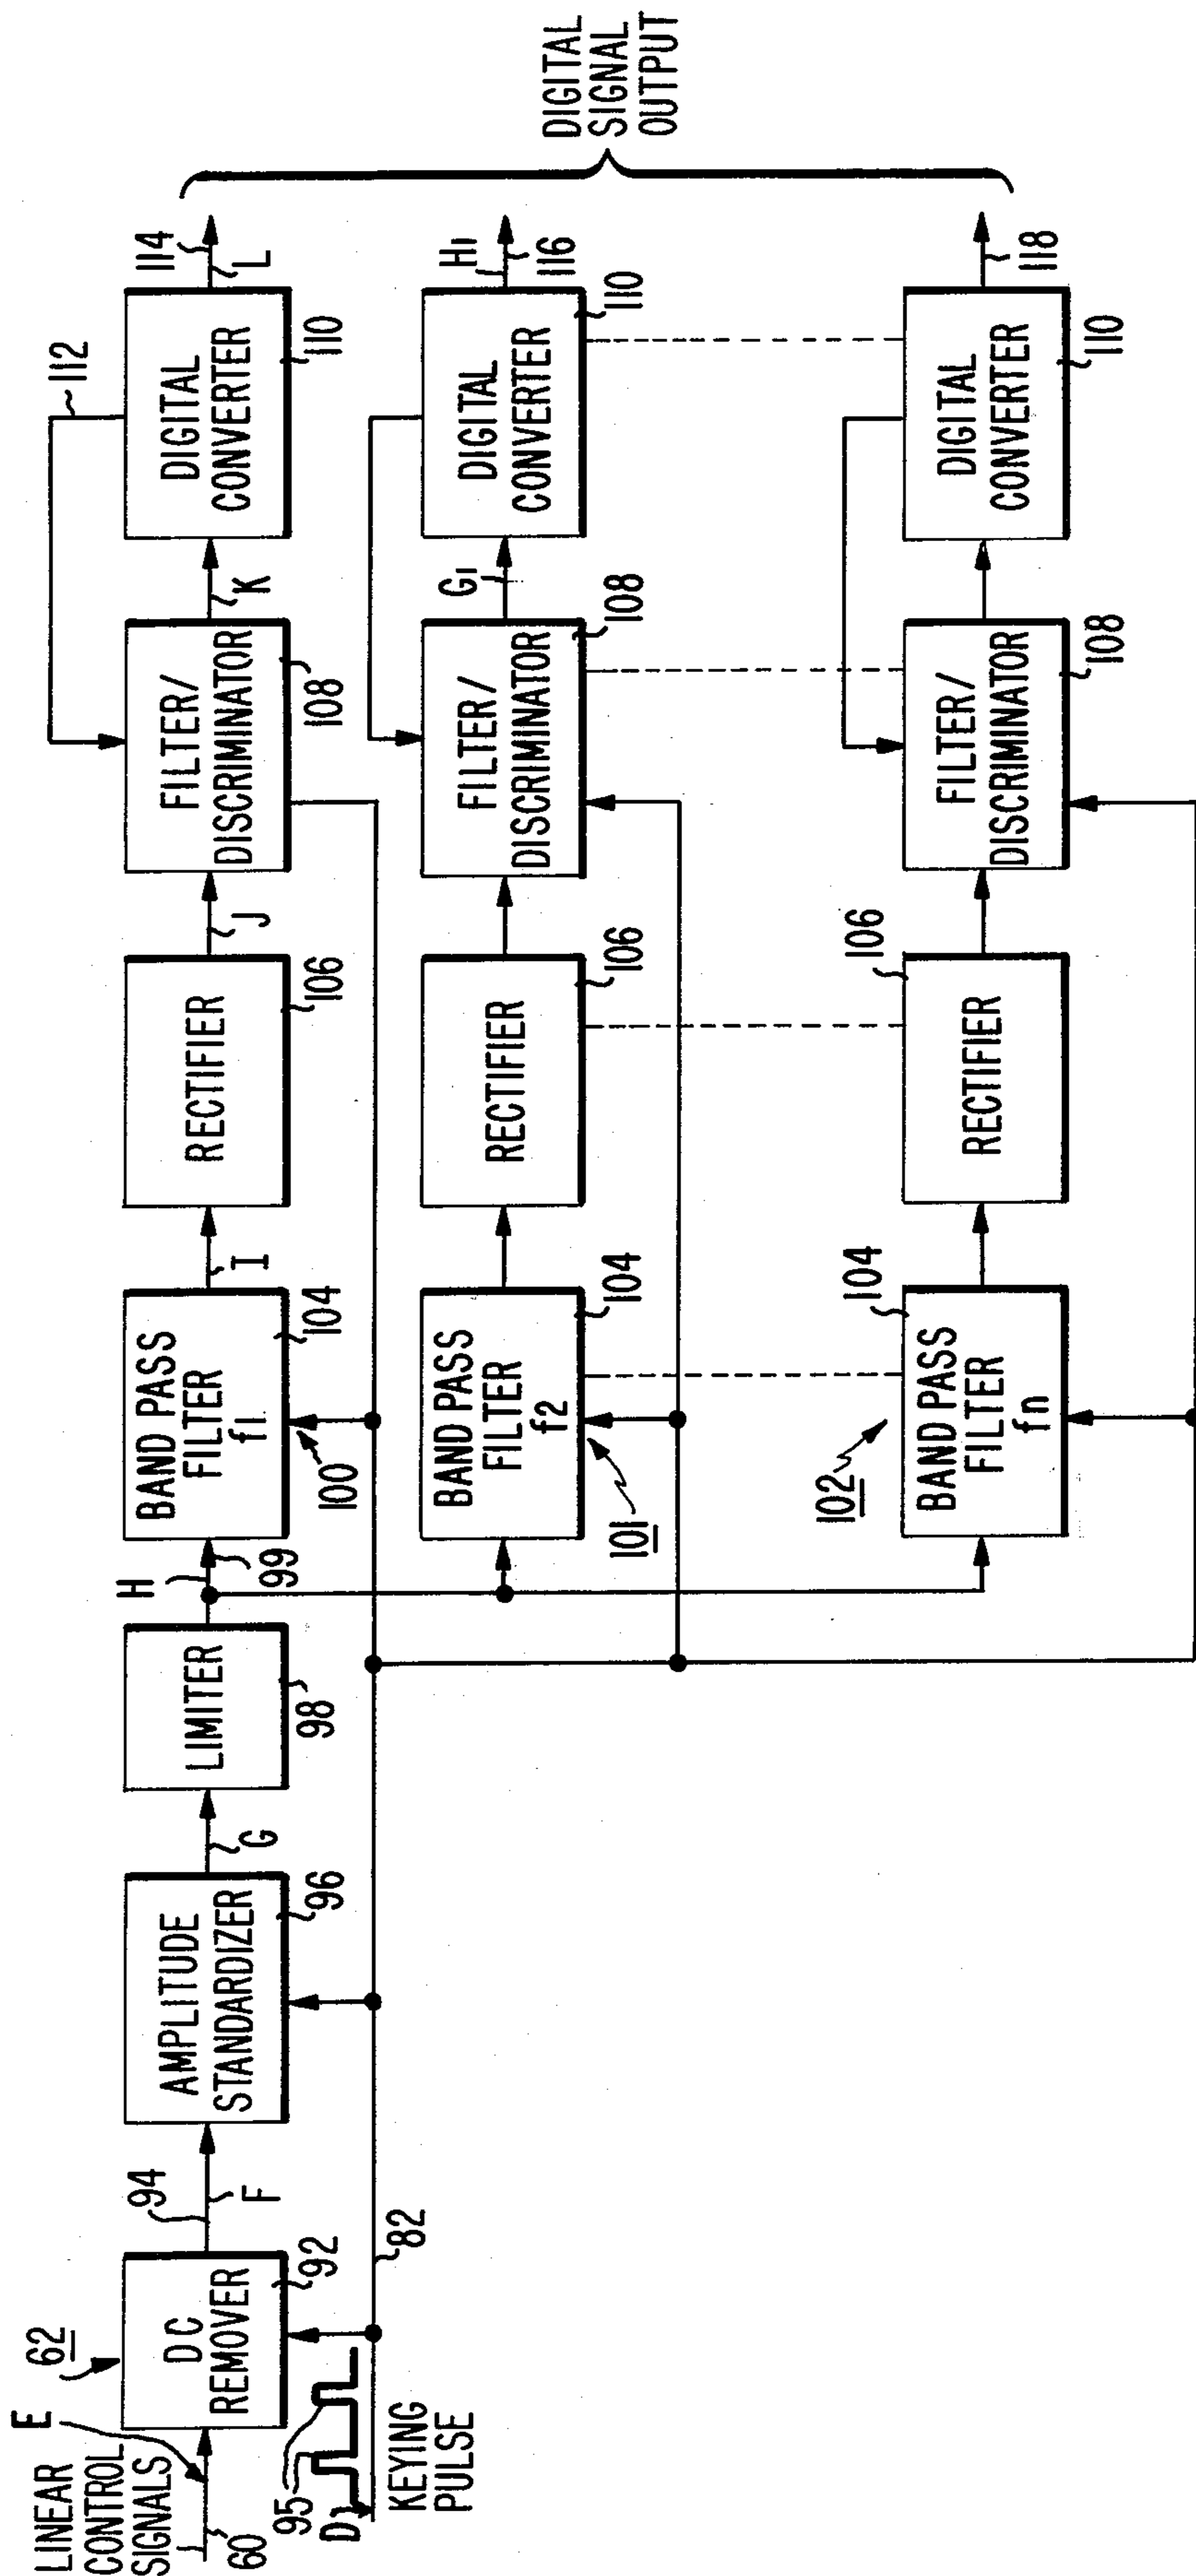 LINEAR
CONTROL
SIGNALS
E
60
62
DC
REMOVER
92
94
F
AMPLITUDE
STANDARDIZER
96
G
LIMITER
98
H
99
BAND PASS
FILTER
f1
104
100
I
RECTIFIER
106
J
FILTER/
DISCRIMINATOR
108
K
DIGITAL
CONVERTER
110
112
114
L
95
D
KEYING
PULSE
82
101
BAND PASS
FILTER
f2
104
RECTIFIER
106
FILTER/
DISCRIMINATOR
108
G1
DIGITAL
CONVERTER
110
H1
116
102
BAND PASS
FILTER
fn
104
RECTIFIER
106
FILTER/
DISCRIMINATOR
108
DIGITAL
CONVERTER
110
118
DIGITAL
SIGNAL
OUTPUT